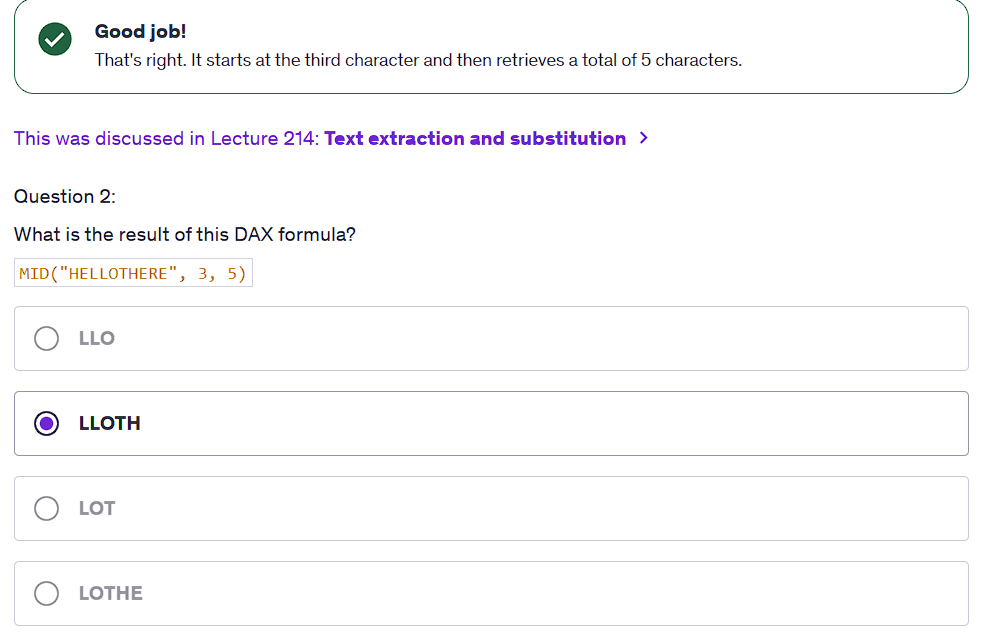 Good job!
That's right. It starts at the third character and then retrieves a total of 5 characters.
This was discussed in Lecture 214: Text extraction and substitution >
Question 2:
What is the result of this DAX formula?
MID("HELLOTHERE", 3, 5)
LLO
LLOTH
LOT
LOTHE